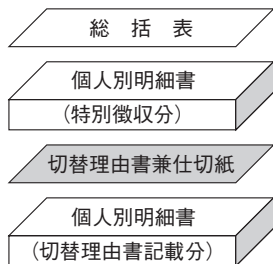 総　括　表
個人別明細書
(特別徴収分)
切替理由書兼仕切紙
個人別明細書
(切替理由書記載分)